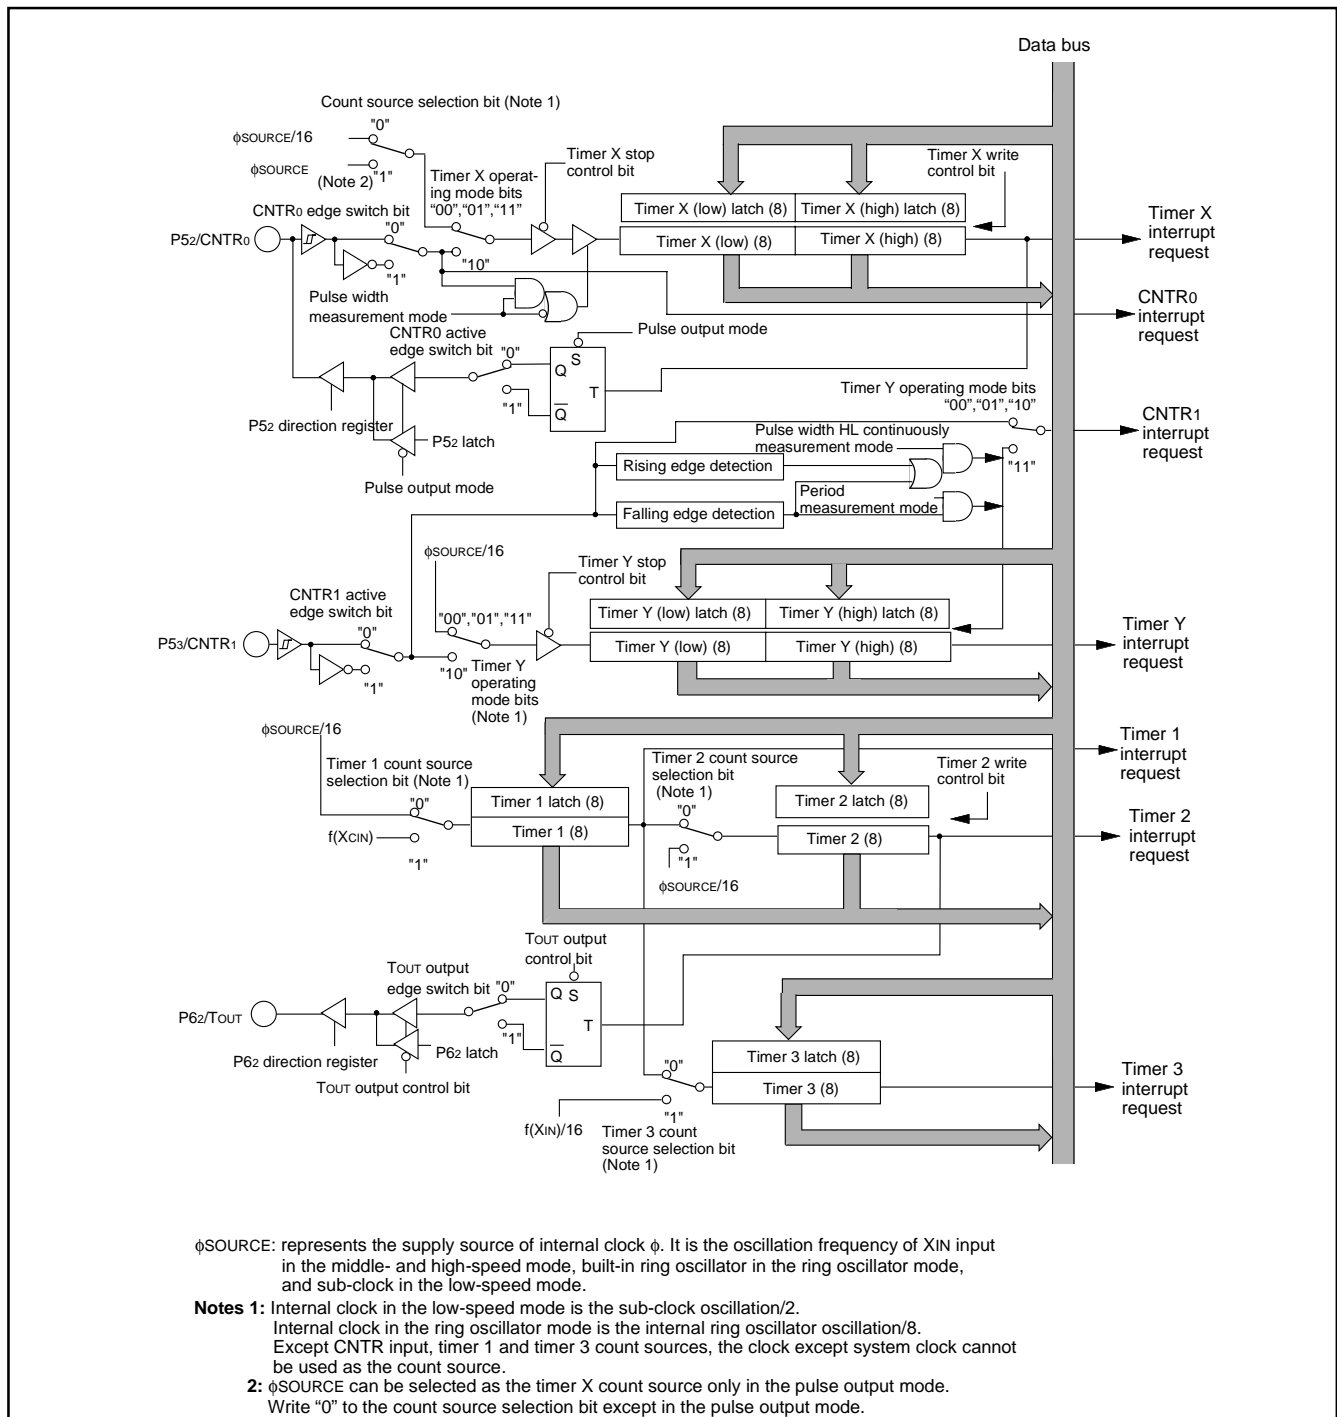 Data bus
Count source selection bit (Note 1)
"0"
ϕSOURCE/16
ϕSOURCE
(Note 2)
"1"
Timer X operat-
ing mode bits
“00”,“01”,“11”
Timer X stop
control bit
Timer X write
control bit
Timer X (low) latch (8)
Timer X (high) latch (8)
Timer X (low) (8)
Timer X (high) (8)
Timer X
interrupt
request
CNTR0 edge switch bit
P52/CNTR0
"0"
"1"
"10"
Pulse width
measurement mode
CNTR0
interrupt
request
CNTR0 active
edge switch bit
"0"
"1"
Pulse output mode
Q
S
T
Q
P52 direction register
P52 latch
Pulse output mode
Timer Y operating mode bits
“00”,“01”,“10”
"11"
CNTR1
interrupt
request
Pulse width HL continuously
measurement mode
Rising edge detection
Period
measurement mode
Falling edge detection
ϕSOURCE/16
Timer Y stop
control bit
CNTR1 active
edge switch bit
"0"
"00","01","11"
P53/CNTR1
"1"
"10"
Timer Y
operating
mode bits
(Note 1)
Timer Y (low) latch (8)
Timer Y (high) latch (8)
Timer Y (low) (8)
Timer Y (high) (8)
Timer Y
interrupt
request
ϕSOURCE/16
Timer 1 count source
selection bit (Note 1)
"0"
f(XCIN)
"1"
Timer 1 latch (8)
Timer 1 (8)
Timer 2 count source
selection bit
(Note 1)
"0"
"1"
ϕSOURCE/16
Timer 2 write
control bit
Timer 2 latch (8)
Timer 2 (8)
Timer 1
interrupt
request
Timer 2
interrupt
request
TOUT output
control bit
TOUT output
edge switch bit
"0"
"1"
Q
S
T
Q
P62/TOUT
P62 direction register
P62 latch
TOUT output control bit
"0"
"1"
f(XIN)/16
Timer 3 count
source selection bit
(Note 1)
Timer 3 latch (8)
Timer 3 (8)
Timer 3
interrupt
request
ϕSOURCE: represents the supply source of internal clock ϕ. It is the oscillation frequency of XIN input
in the middle- and high-speed mode, built-in ring oscillator in the ring oscillator mode,
and sub-clock in the low-speed mode.
Notes 1: Internal clock in the low-speed mode is the sub-clock oscillation/2.
Internal clock in the ring oscillator mode is the internal ring oscillator oscillation/8.
Except CNTR input, timer 1 and timer 3 count sources, the clock except system clock cannot
be used as the count source.
2: ϕSOURCE can be selected as the timer X count source only in the pulse output mode.
Write “0” to the count source selection bit except in the pulse output mode.